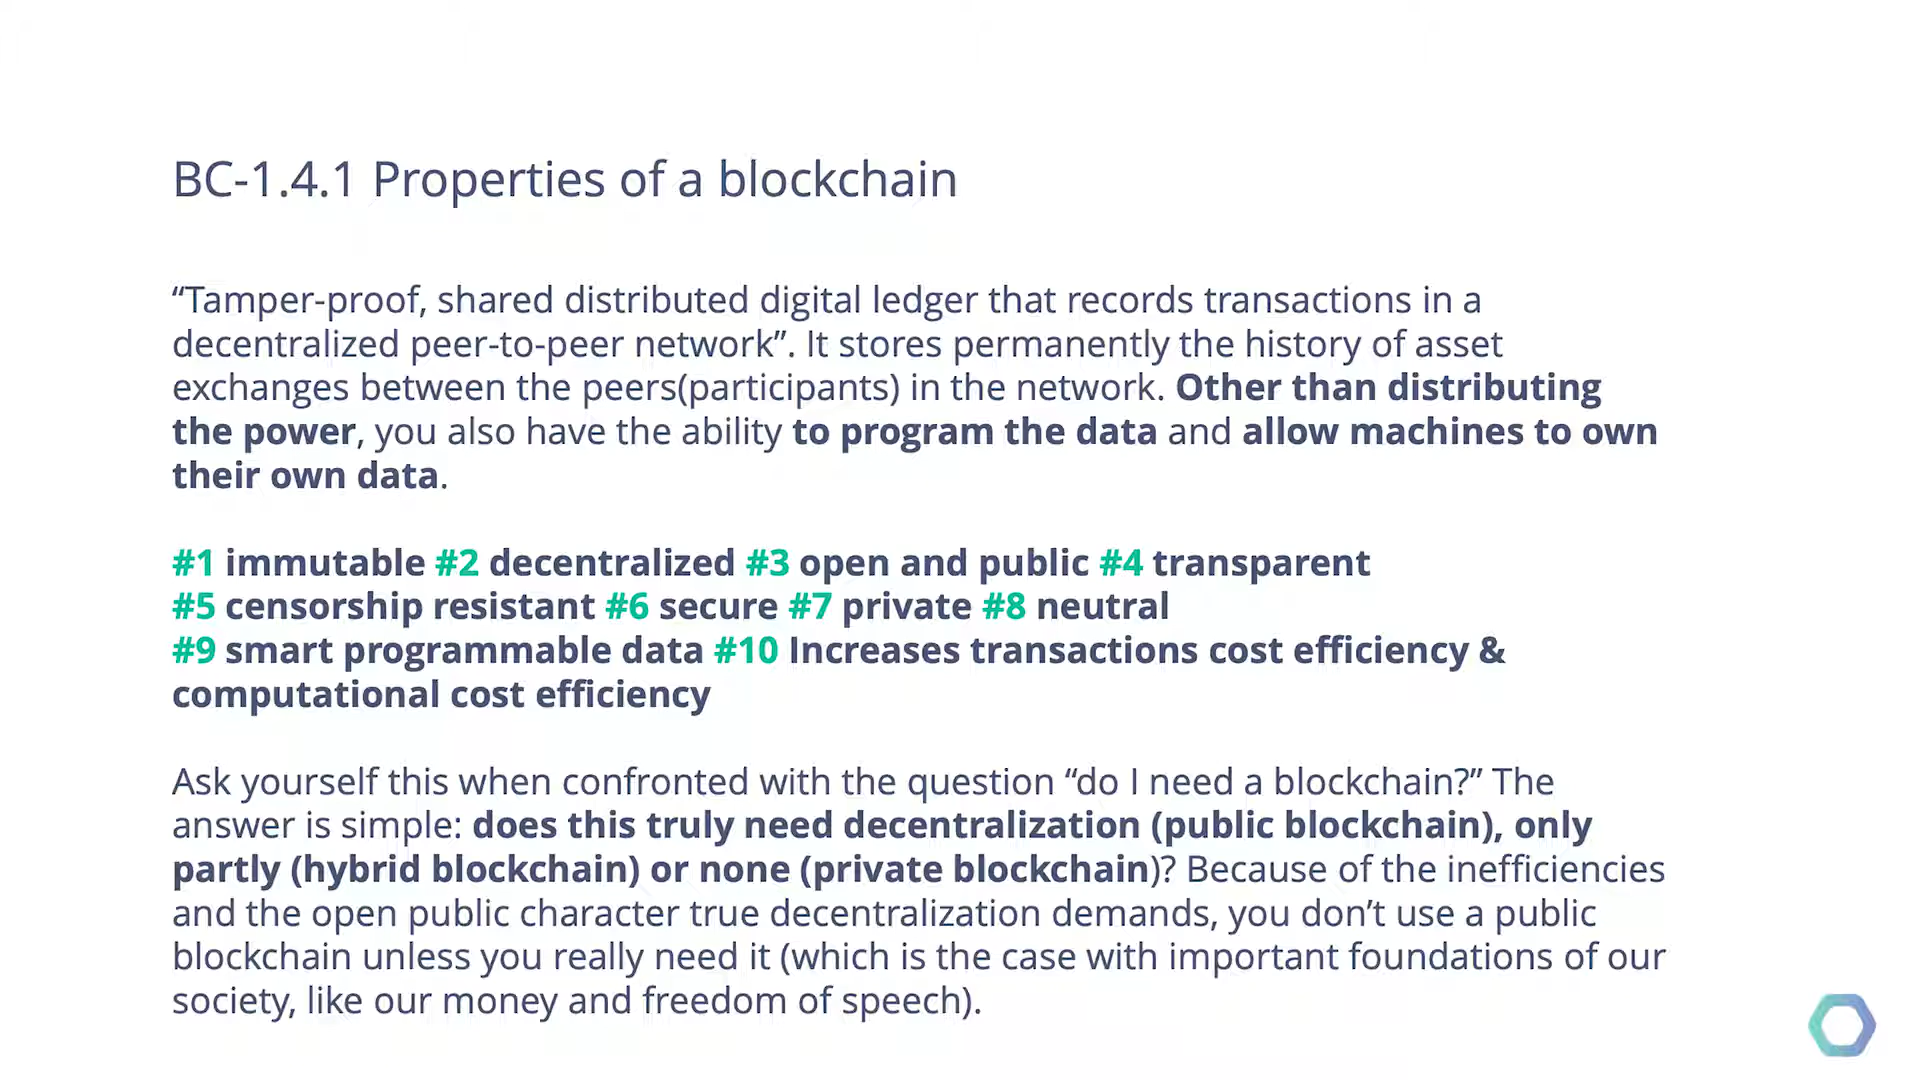 BC-1.4.1 Properties of a blockchain
“Tamper-proof, shared distributed digital ledger that records transactions in a
decentralized peer-to-peer network”. It stores permanently the history of asset
exchanges between the peers(participants) in the network. Other than distributing
the power, you also have the ability to program the data and allow machines to own
their own data.
#1 immutable #2 decentralized #3 open and public #4 transparent
#5 censorship resistant #6 secure #7 private #8 neutral
#9 smart programmable data #10 Increases transactions cost efficiency &
computational cost efficiency
Ask yourself this when confronted with the question “do I need a blockchain?” The
answer is simple: does this truly need decentralization (public blockchain), only
partly (hybrid blockchain) or none (private blockchain)? Because of the inefficiencies
and the open public character true decentralization demands, you don’t use a public
blockchain unless you really need it (which is the case with important foundations of our
society, like our money and freedom of speech).